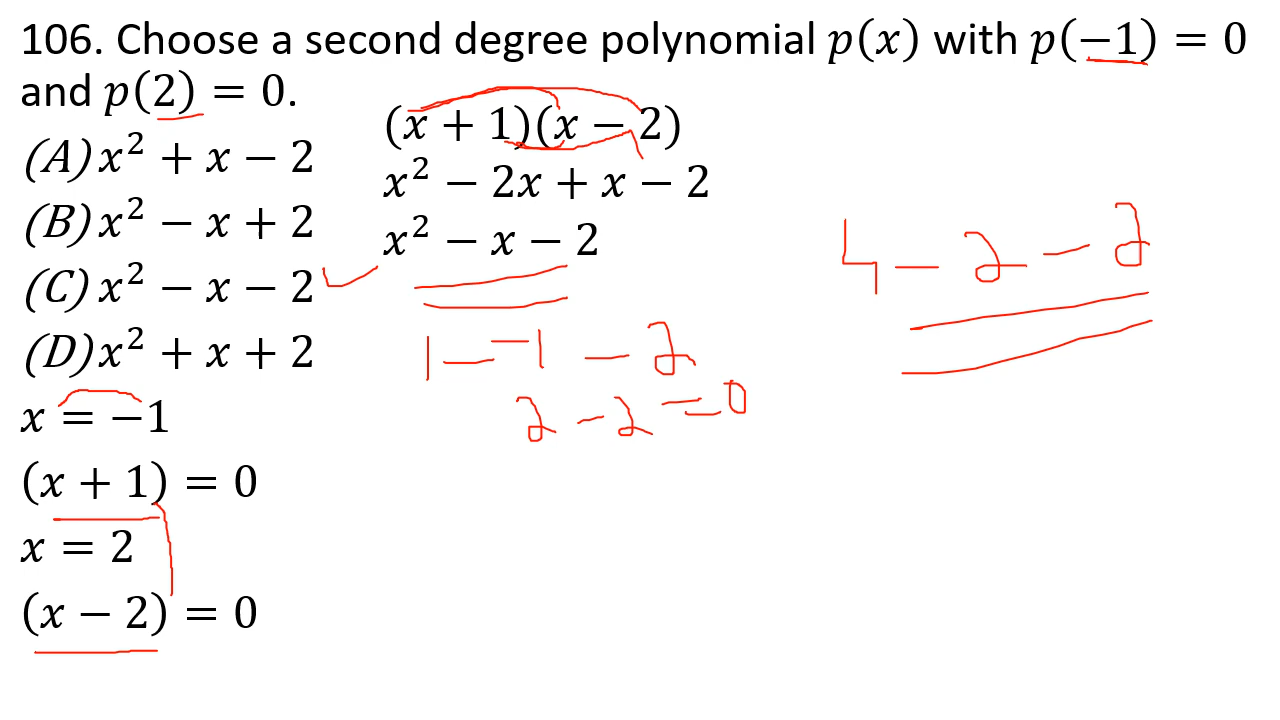 106. Choose a second degree polynomial p(x) with p(−1) = 0
and p(2) = 0.
(x + 1)(x − 2)
(A) x² + x − 2
x² − 2x + x − 2
(B) x² − x + 2
x² − x − 2
4 − 2 − 2
(C) x² − x − 2 ✓
(D) x² + x + 2
1 − −1 − 2
2 − 2 = 0
x = −1
(x + 1) = 0
x = 2
(x − 2) = 0